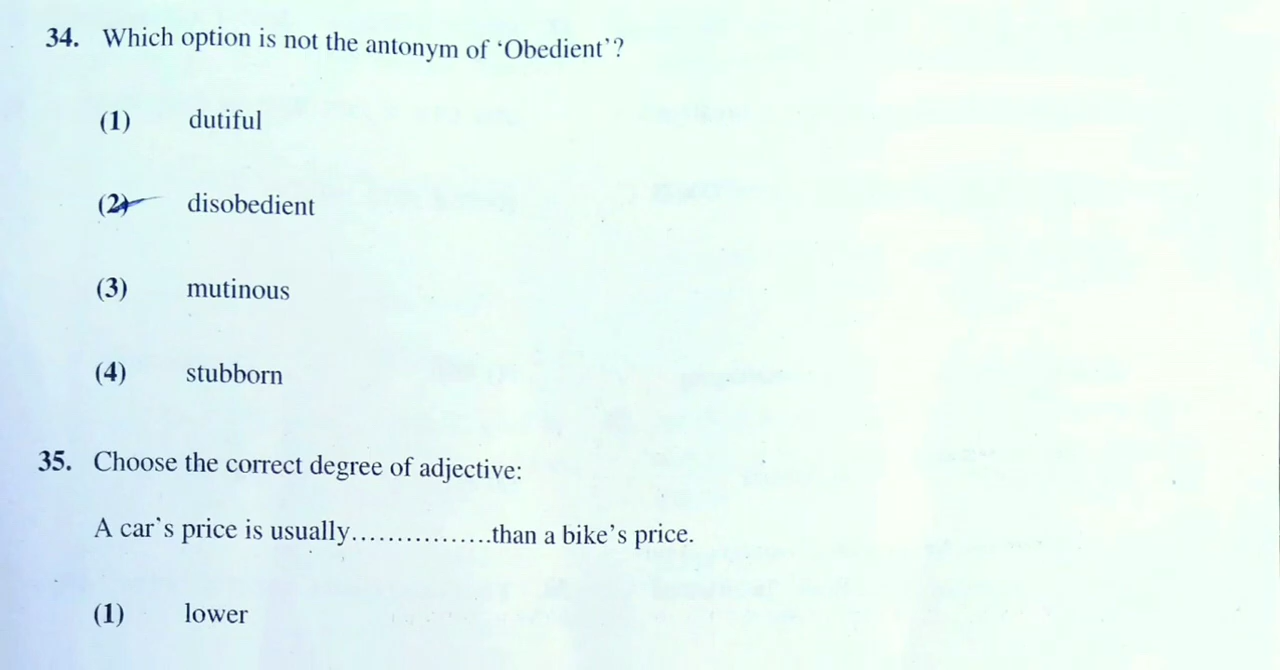 34. Which option is not the antonym of ‘Obedient’?
(1) dutiful
(2) disobedient
(3) mutinous
(4) stubborn
35. Choose the correct degree of adjective:
A car's price is usually................than a bike’s price.
(1) lower